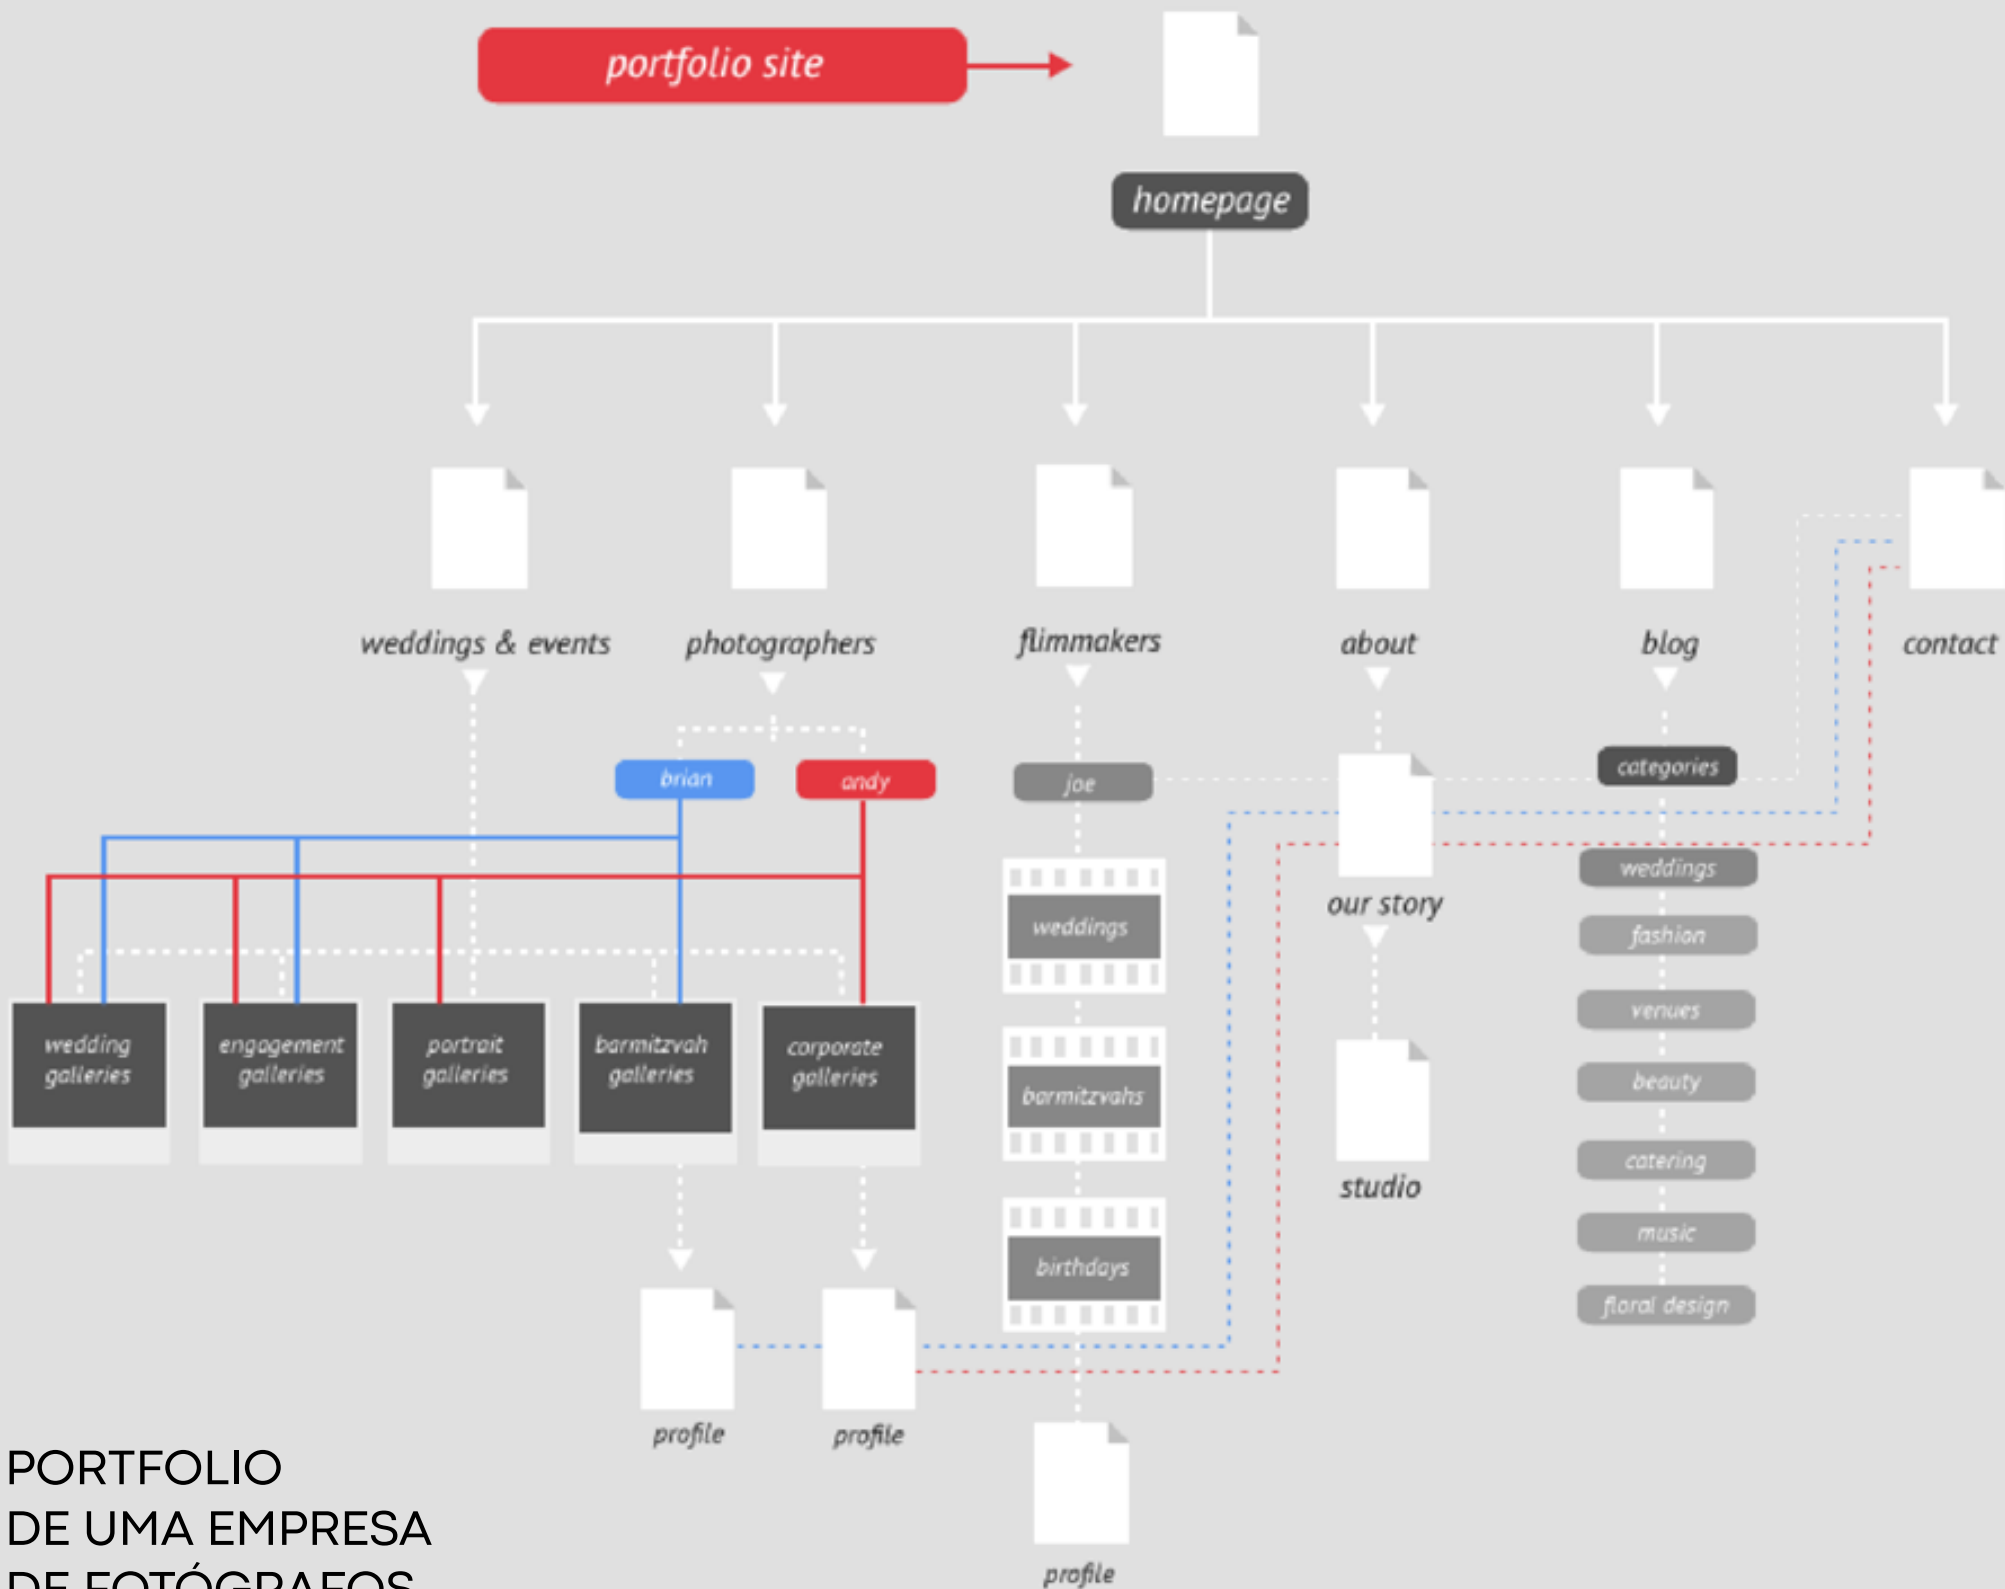 portfolio site
homepage
weddings & events
photographers
flimmakers
about
blog
contact
brian
andy
joe
categories
weddings
fashion
venues
beauty
catering
music
floral design
our story
studio
weddings
barmitzvahs
birthdays
wedding
galleries
engagement
galleries
portrait
galleries
barmitzvah
galleries
corporate
galleries
profile
profile
profile
PORTFOLIO
DE UMA EMPRESA
DE FOTÓGRAFOS